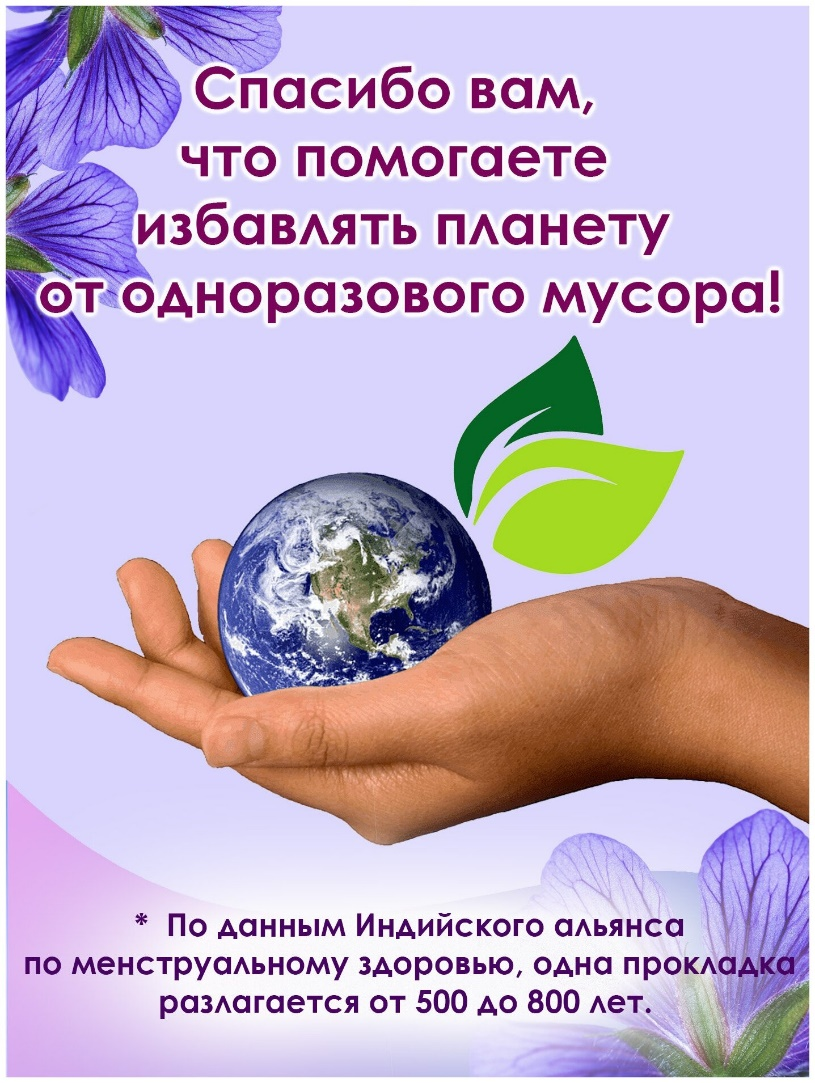 Спасибо вам,
что помогаете
избавлять планету
от одноразового мусора!
* По данным Индийского альянса
по менструальному здоровью, одна прокладка
разлагается от 500 до 800 лет.